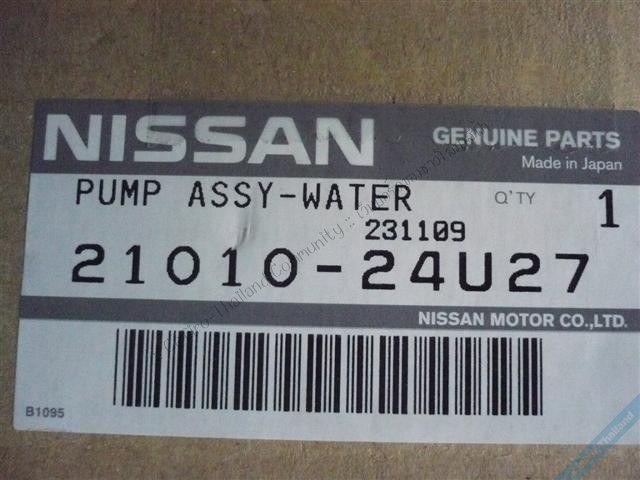 NISSAN GENUINE PARTS
Made in Japan
PUMP ASSY-WATER Q'TY 1
231109
21010-24U27
NISSAN MOTOR CO.,LTD.
B1095